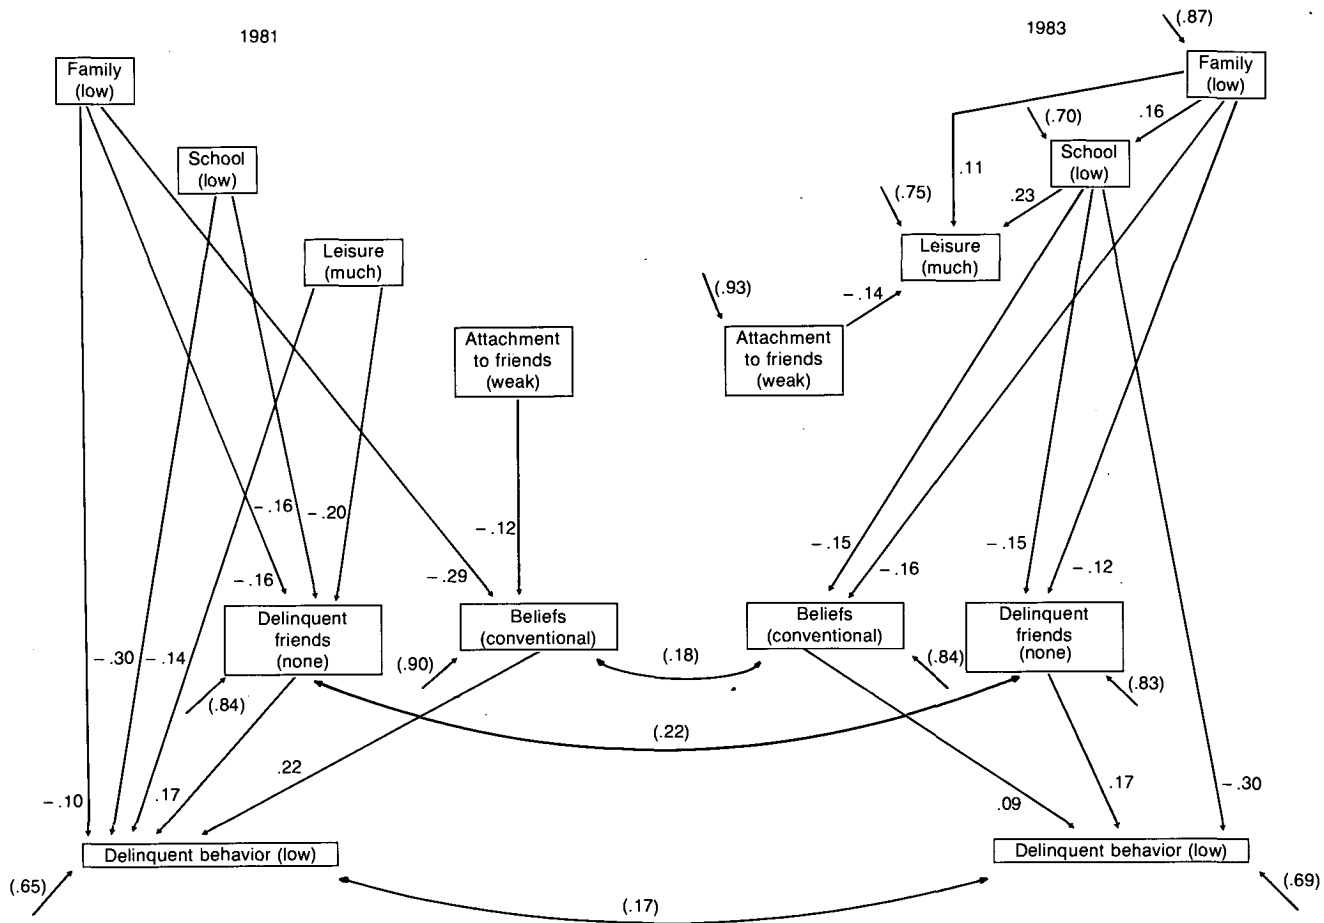 1981
Family
(low)
School
(low)
Leisure
(much)
Attachment
to friends
(weak)
– .16
– .20
– .12
– .16
– .29
Delinquent
friends
(none)
Beliefs
(conventional)
– .30
– .14
(.84)
(.90)
(.18)
(.22)
.22
– .10
.17
Delinquent behavior (low)
(.65)
(.17)
1983
(.87)
Family
(low)
(.70)
.16
School
(low)
.11
(.75)
.23
Leisure
(much)
(.93)
– .14
Attachment
to friends
(weak)
– .15
– .16
– .15
– .12
Beliefs
(conventional)
Delinquent
friends
(none)
(.84)
(.83)
.09
.17
– .30
Delinquent behavior (low)
(.69)